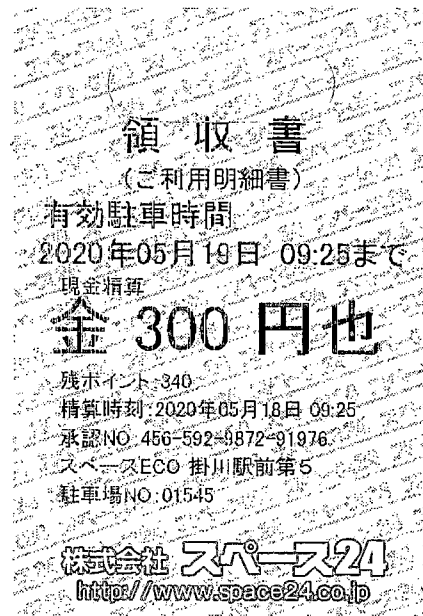 領収書
(ご利用明細書)
有効駐車時間
2020年05月19日 09:25まで
現金精算
金 300 円也
残ポイント:340
精算時刻:2020年05月18日 09:25
承認NO:456-592-9872-91976
スペースECO 掛川駅前第5
駐車場NO:01545
株式会社 スペース24
http://www.space24.co.jp